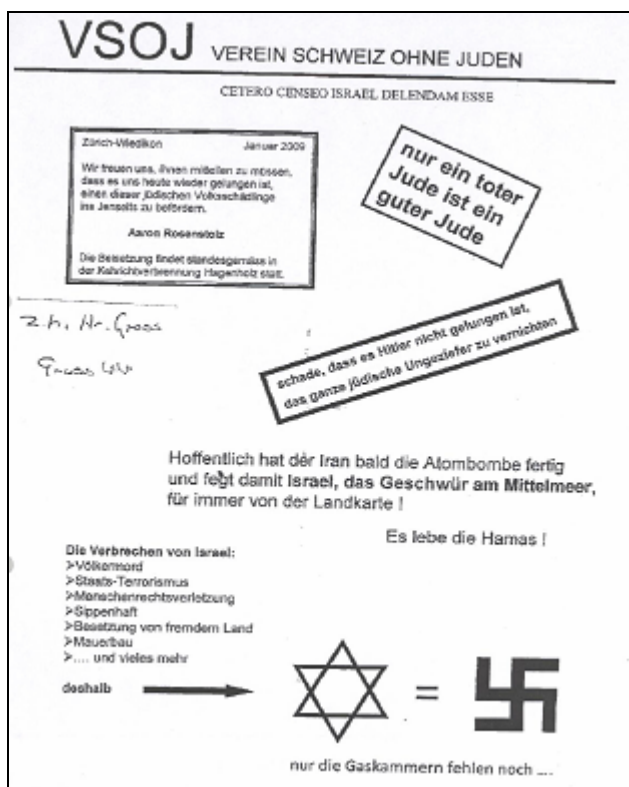 VSOJ VEREIN SCHWEIZ OHNE JUDEN
CETERO CENSEO ISRAEL DELENDAM ESSE
Zürich-Wiedikon Januar 2009
Wir freuen uns, Ihnen mitteilen zu müssen,
dass es uns heute wieder gelungen ist,
einen dieser jüdischen Volksschädlinge
ins Jenseits zu befördern.
Aaron Rosenstolz
Die Beisetzung findet standesgemäss in
der Kehrichtverbrennung Hagenholz statt.
nur ein toter
Jude ist ein
guter Jude
z.h. Hr. Gross
schade, dass es Hitler nicht gelungen ist,
das ganze jüdische Ungeziefer zu vernichten
Hoffentlich hat der Iran bald die Atombombe fertig
und fegt damit Israel, das Geschwür am Mittelmeer,
für immer von der Landkarte !
Es lebe die Hamas !
Die Verbrechen von Israel:
>Völkermord
>Staats-Terrorismus
>Menschenrechtsverletzung
>Sippenhaft
>Besetzung von fremdem Land
>Mauerbau
>.... und vieles mehr
deshalb
=
nur die Gaskammern fehlen noch ....